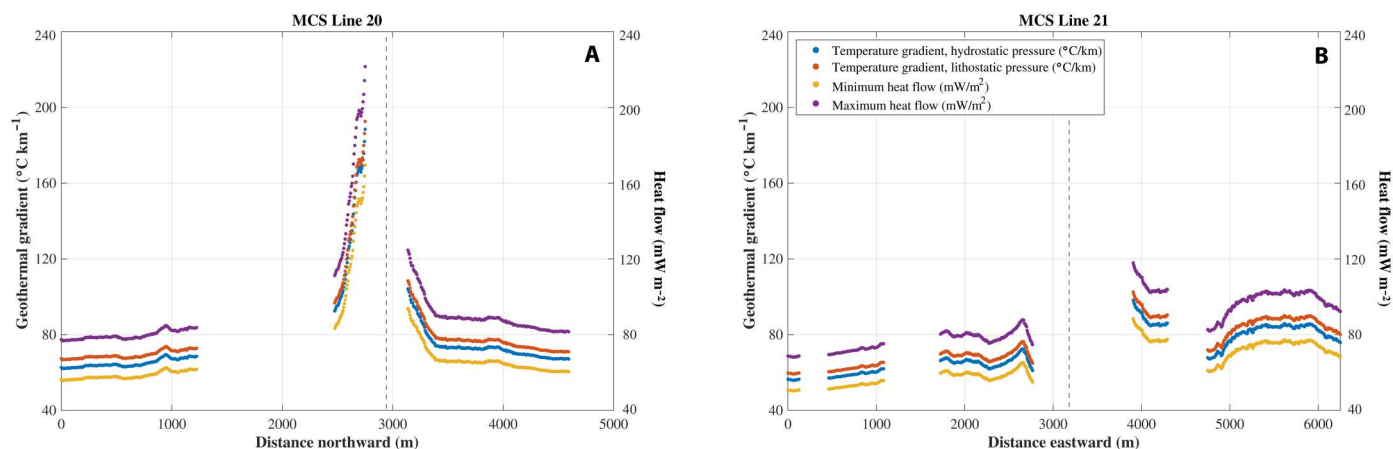 MCS Line 20
A
Geothermal gradient (°C km⁻¹)
240
200
160
120
80
40
240
200
160
120
80
40
Heat flow (mW m⁻²)
0
1000
2000
3000
4000
5000
Distance northward (m)
MCS Line 21
B
Temperature gradient, hydrostatic pressure (°C/km)
Temperature gradient, lithostatic pressure (°C/km)
Minimum heat flow (mW/m²)
Maximum heat flow (mW/m²)
Geothermal gradient (°C km⁻¹)
240
200
160
120
80
40
240
200
160
120
80
40
Heat flow (mW m⁻²)
0
1000
2000
3000
4000
5000
6000
Distance eastward (m)